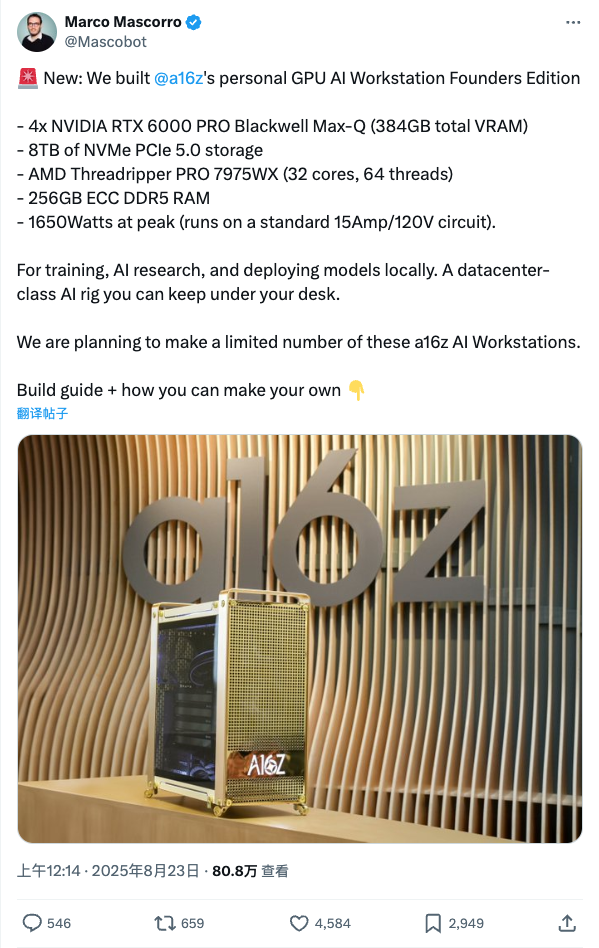 Marco Mascorro
@Mascobot
🚨 New: We built @a16z's personal GPU AI Workstation Founders Edition
- 4x NVIDIA RTX 6000 PRO Blackwell Max-Q (384GB total VRAM)
- 8TB of NVMe PCIe 5.0 storage
- AMD Threadripper PRO 7975WX (32 cores, 64 threads)
- 256GB ECC DDR5 RAM
- 1650Watts at peak (runs on a standard 15Amp/120V circuit).
For training, AI research, and deploying models locally. A datacenter-
class AI rig you can keep under your desk.
We are planning to make a limited number of these a16z AI Workstations.
Build guide + how you can make your own 👇
翻译帖子
a16z
A16Z
上午12:14 · 2025年8月23日 · 80.8万 查看
546 659 4,584 2,949